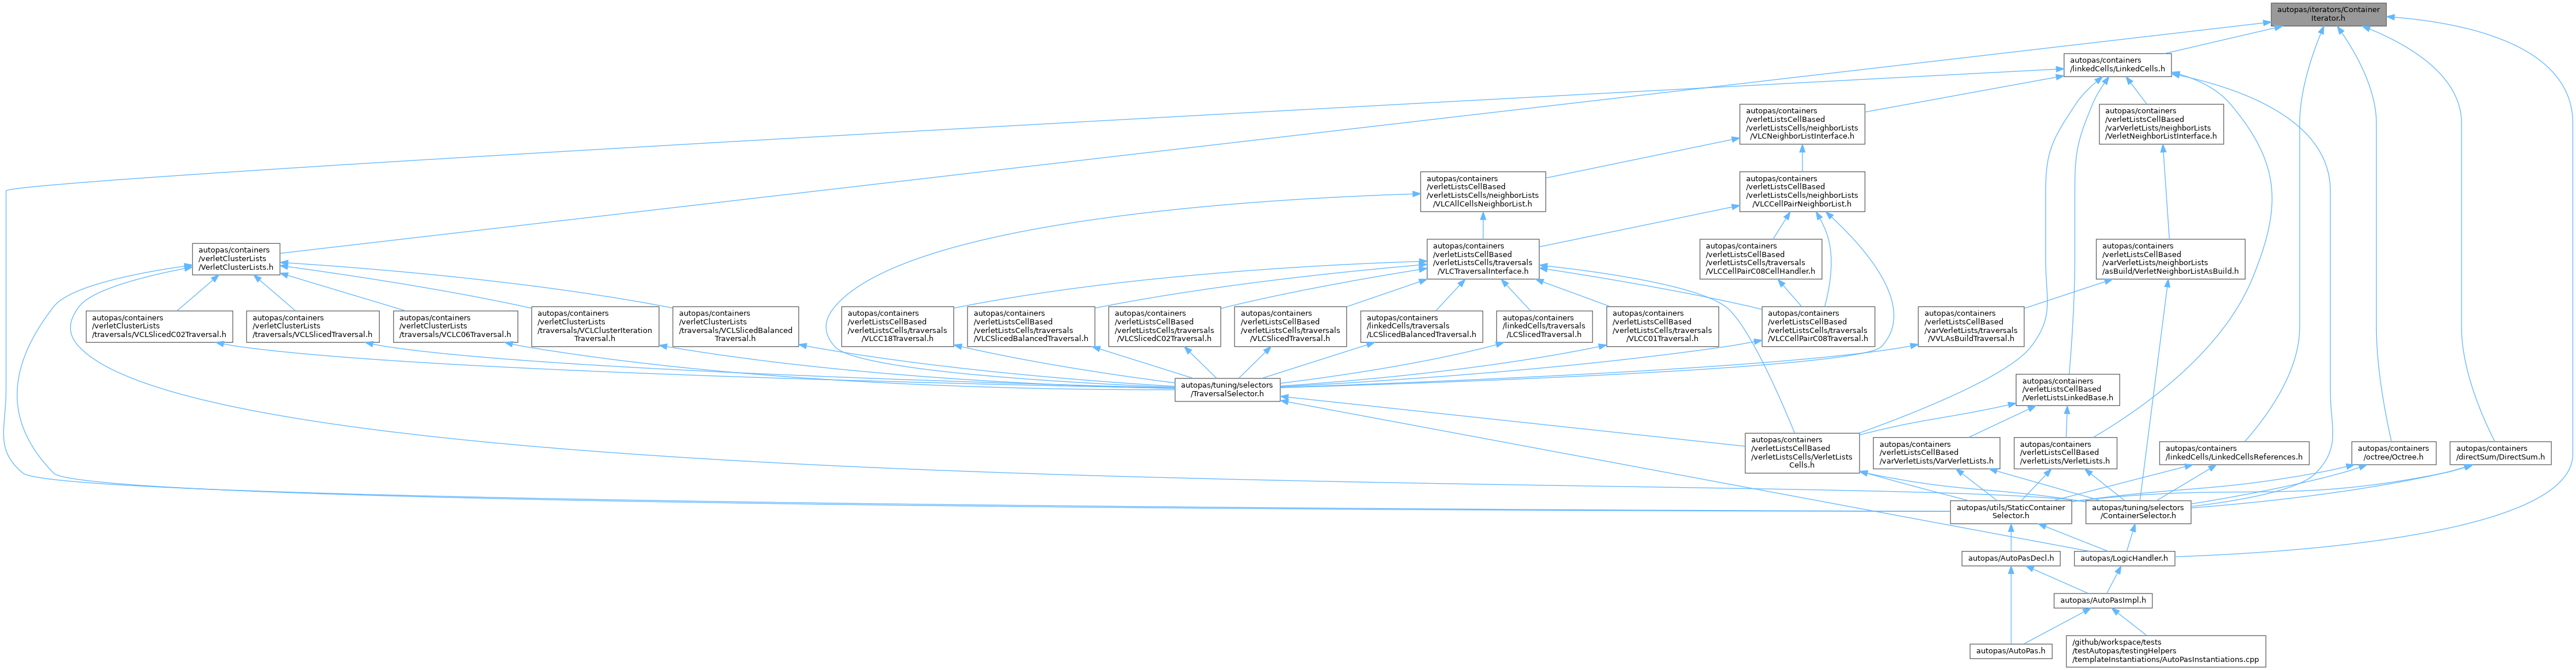 autopas/iterators/Container
Iterator.h
autopas/containers
/linkedCells/LinkedCells.h
autopas/containers
/verletListsCellBased
/verletListsCells/neighborLists
/VLCNeighborListInterface.h
autopas/containers
/verletListsCellBased
/varVerletLists/neighborLists
/VerletNeighborListInterface.h
autopas/containers
/verletListsCellBased
/verletListsCells/neighborLists
/VLCAllCellsNeighborList.h
autopas/containers
/verletListsCellBased
/verletListsCells/neighborLists
/VLCCellPairNeighborList.h
autopas/containers
/verletClusterLists
/VerletClusterLists.h
autopas/containers
/verletListsCellBased
/verletListsCells/traversals
/VLCTraversalInterface.h
autopas/containers
/verletListsCellBased
/verletListsCells/traversals
/VLCCellPairC08CellHandler.h
autopas/containers
/verletListsCellBased
/varVerletLists/neighborLists
/asBuild/VerletNeighborListAsBuild.h
autopas/containers
/verletClusterLists
/traversals/VCLSlicedC02Traversal.h
autopas/containers
/verletClusterLists
/traversals/VCLSlicedTraversal.h
autopas/containers
/verletClusterLists
/traversals/VCLC06Traversal.h
autopas/containers
/verletClusterLists
/traversals/VCLClusterIteration
Traversal.h
autopas/containers
/verletClusterLists
/traversals/VCLSlicedBalanced
Traversal.h
autopas/containers
/verletListsCellBased
/verletListsCells/traversals
/VLCC18Traversal.h
autopas/containers
/verletListsCellBased
/verletListsCells/traversals
/VLCSlicedBalancedTraversal.h
autopas/containers
/verletListsCellBased
/verletListsCells/traversals
/VLCSlicedC02Traversal.h
autopas/containers
/verletListsCellBased
/verletListsCells/traversals
/VLCSlicedTraversal.h
autopas/containers
/linkedCells/traversals
/LCSlicedBalancedTraversal.h
autopas/containers
/linkedCells/traversals
/LCSlicedTraversal.h
autopas/containers
/verletListsCellBased
/verletListsCells/traversals
/VLCC01Traversal.h
autopas/containers
/verletListsCellBased
/verletListsCells/traversals
/VLCCellPairC08Traversal.h
autopas/containers
/verletListsCellBased
/varVerletLists/traversals
/VVLAsBuildTraversal.h
autopas/tuning/selectors
/TraversalSelector.h
autopas/containers
/verletListsCellBased
/VerletListsLinkedBase.h
autopas/containers
/verletListsCellBased
/verletListsCells/VerletLists
Cells.h
autopas/containers
/verletListsCellBased
/varVerletLists/VarVerletLists.h
autopas/containers
/verletListsCellBased
/verletLists/VerletLists.h
autopas/containers
/linkedCells/LinkedCellsReferences.h
autopas/containers
/octree/Octree.h
autopas/containers
/directSum/DirectSum.h
autopas/utils/StaticContainer
Selector.h
autopas/tuning/selectors
/ContainerSelector.h
autopas/AutoPasDecl.h
autopas/LogicHandler.h
autopas/AutoPasImpl.h
autopas/AutoPas.h
/github/workspace/tests
/testAutopas/testingHelpers
/templateInstantiations/AutoPasInstantiations.cpp